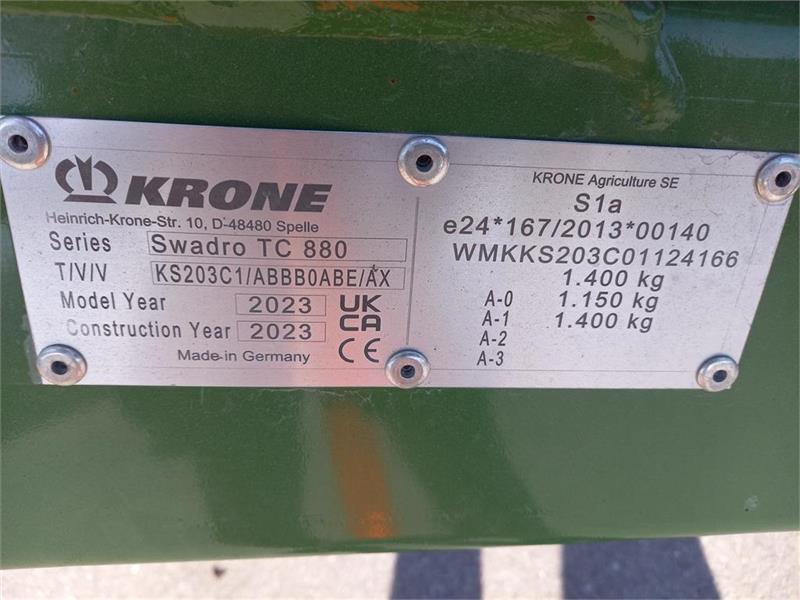 KRONE
Heinrich-Krone-Str. 10, D-48480 Spelle
Series Swadro TC 880
T/V/V KS203C1/ABBB0ABE/AX
Model Year 2023
Construction Year 2023
UK
CA
CE
Made in Germany
KRONE Agriculture SE
S1a
e24*167/2013*00140
WMKKS203C01124166
1.400 kg
A-0 1.150 kg
A-1 1.400 kg
A-2
A-3